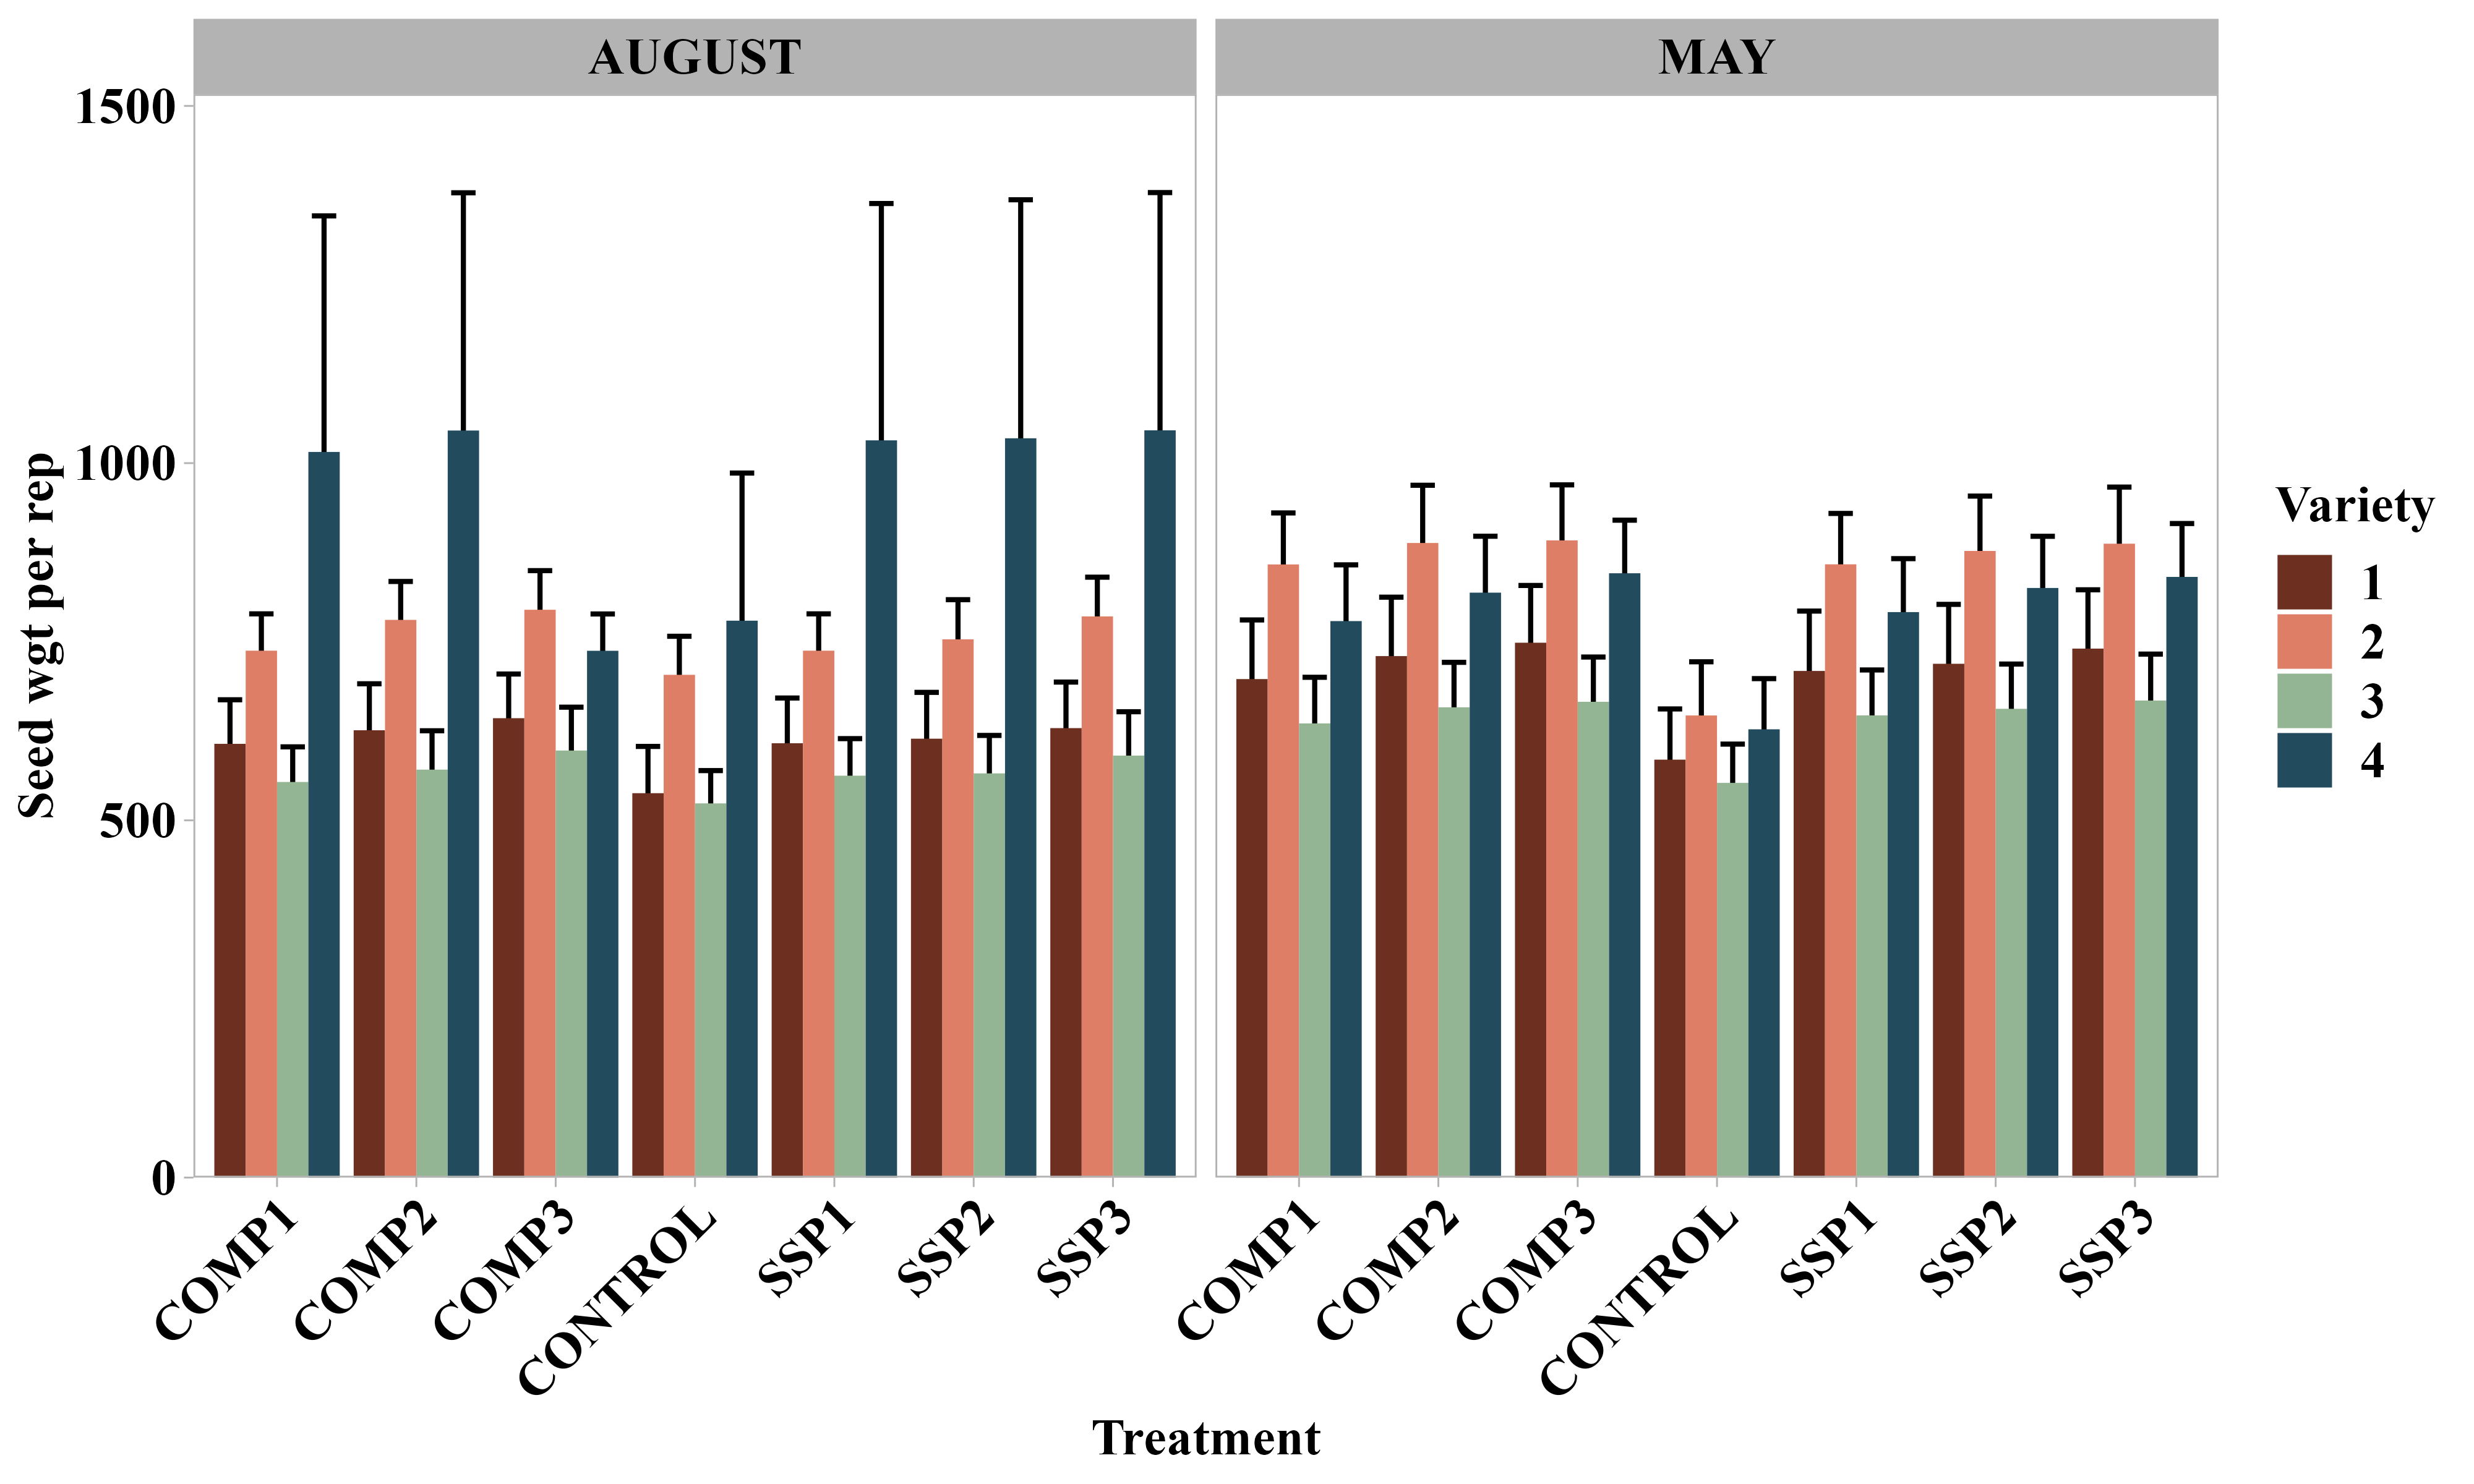 AUGUST
MAY
1500
1000
500
0
Seed wgt per rep
COMP1
COMP2
COMP3
CONTROL
SSP1
SSP2
SSP3
COMP1
COMP2
COMP3
CONTROL
SSP1
SSP2
SSP3
Treatment
Variety
1
2
3
4